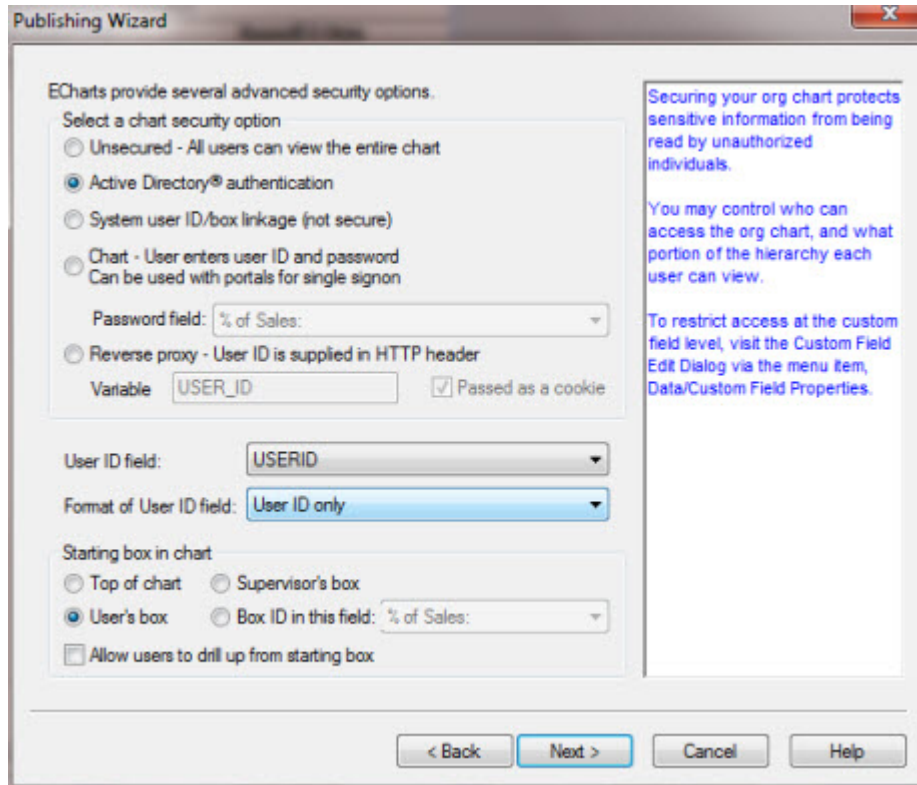 Publishing Wizard
ECharts provide several advanced security options.
Select a chart security option
Unsecured - All users can view the entire chart
Active Directory® authentication
System user ID/box linkage (not secure)
Chart - User enters user ID and password
Can be used with portals for single signon
Password field: % of Sales:
Reverse proxy - User ID is supplied in HTTP header
Variable USER_ID Passed as a cookie
User ID field: USERID
Format of User ID field: User ID only
Starting box in chart
Top of chart Supervisor's box
User's box Box ID in this field: % of Sales:
Allow users to drill up from starting box
Securing your org chart protects
sensitive information from being
read by unauthorized
individuals.
You may control who can
access the org chart, and what
portion of the hierarchy each
user can view.
To restrict access at the custom
field level, visit the Custom Field
Edit Dialog via the menu item,
Data/Custom Field Properties.
< Back Next > Cancel Help